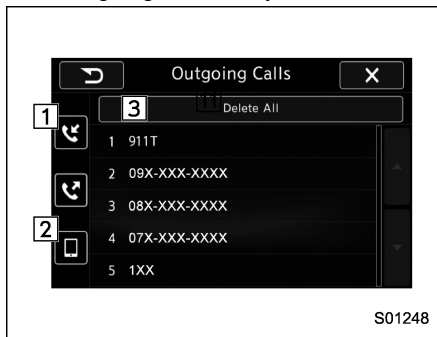 Outgoing Calls
X
Delete All
1
3
1 911T
2 09X-XXX-XXXX
3 08X-XXX-XXXX
2
4 07X-XXX-XXXX
5 1XX
S01248